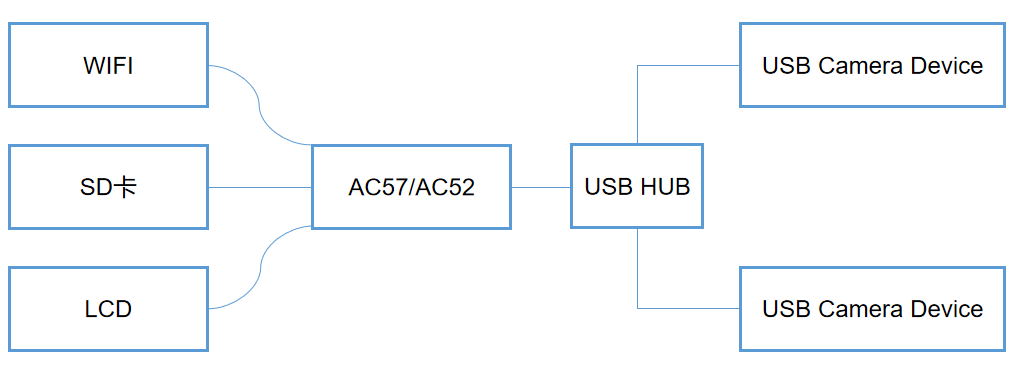 WIFI
USB Camera Device
SD卡
AC57/AC52
USB HUB
LCD
USB Camera Device